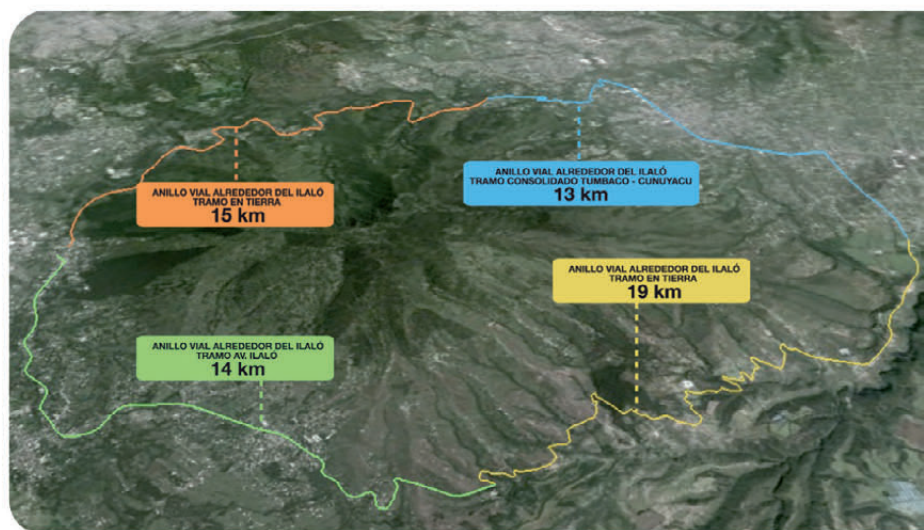 ANILLO VIAL ALREDEDOR DEL ILALÓ
TRAMO EN TIERRA
15 km
ANILLO VIAL ALREDEDOR DEL ILALÓ
TRAMO CONSOLIDADO TUMBACO - CUNUYACU
13 km
ANILLO VIAL ALREDEDOR DEL ILALÓ
TRAMO EN TIERRA
19 km
ANILLO VIAL ALREDEDOR DEL ILALÓ
TRAMO AV. ILALÓ
14 km